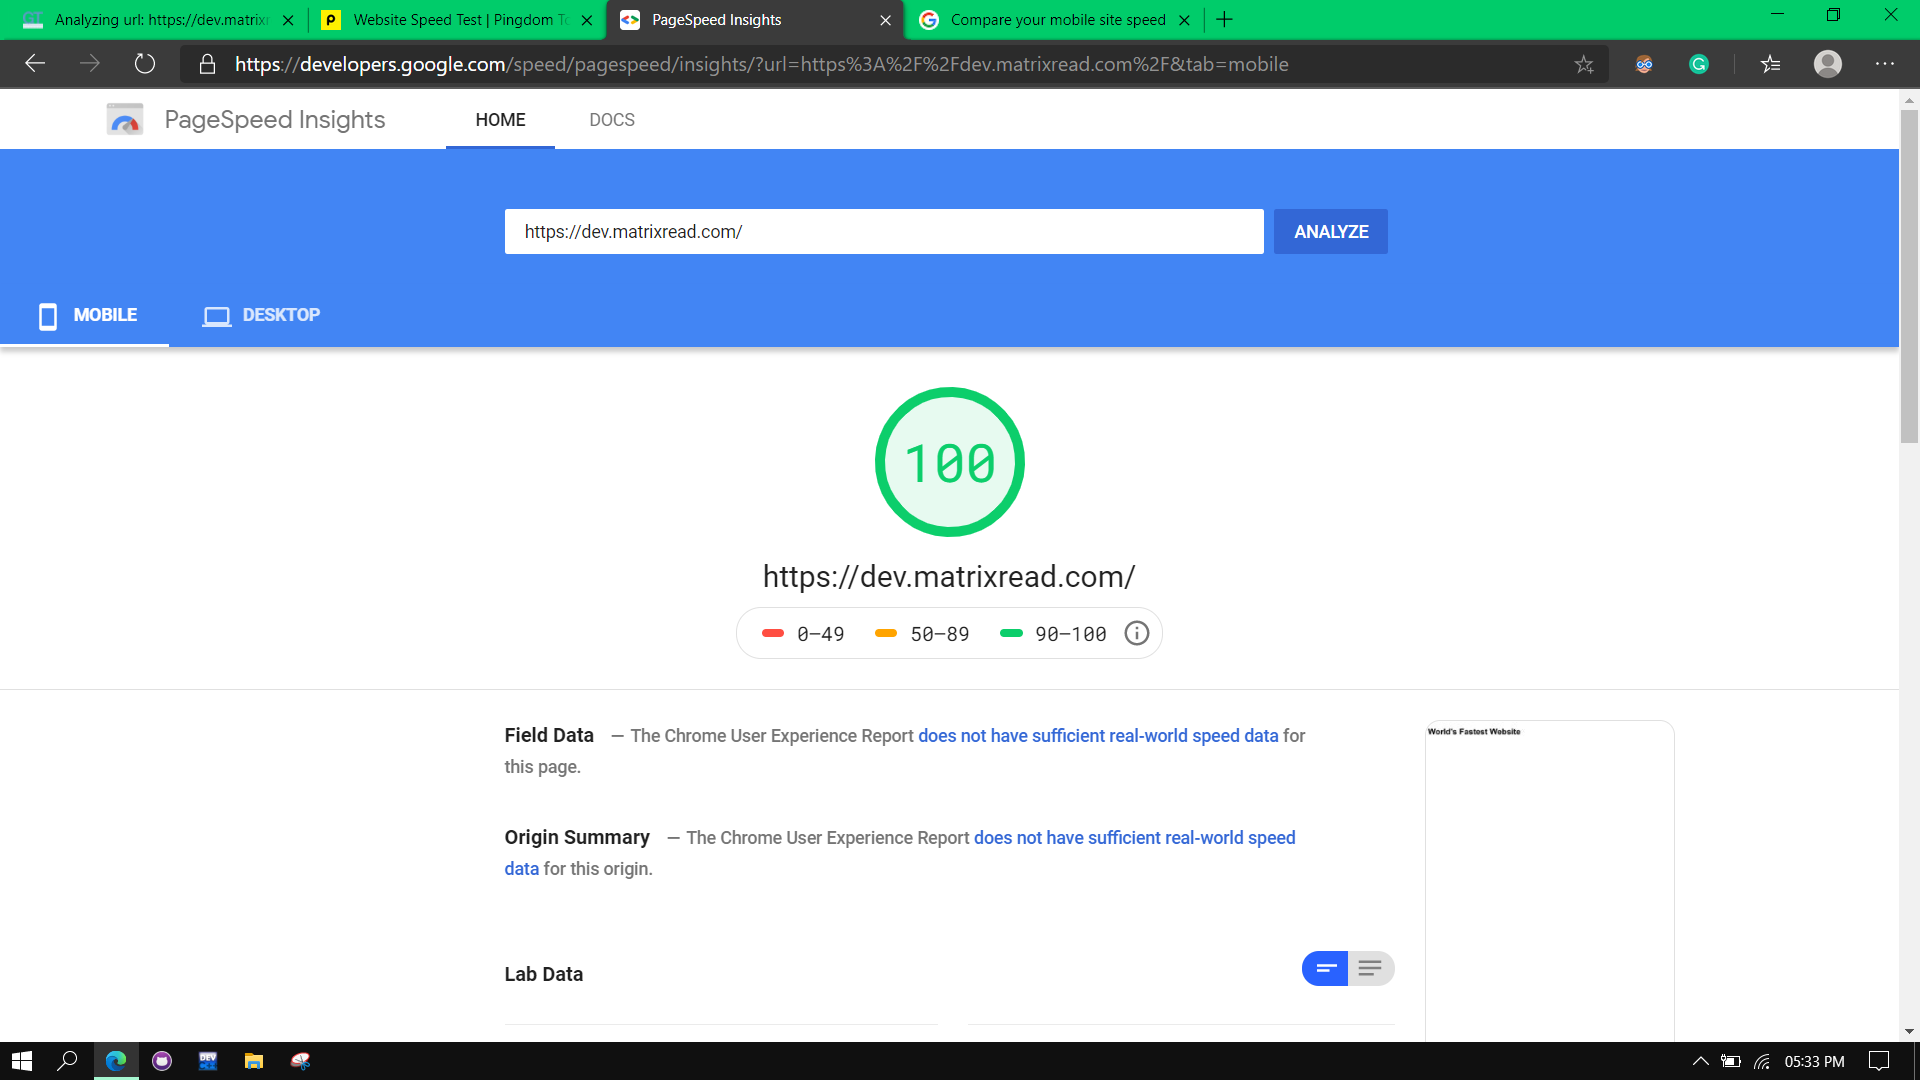 Analyzing url: https://dev.matrix
Website Speed Test | Pingdom To
PageSpeed Insights
Compare your mobile site speed
https://developers.google.com/speed/pagespeed/insights/?url=https%3A%2F%2Fdev.matrixread.com%2F&tab=mobile
PageSpeed Insights
HOME
DOCS
https://dev.matrixread.com/
ANALYZE
MOBILE
DESKTOP
100
https://dev.matrixread.com/
0–49
50–89
90–100
Field Data — The Chrome User Experience Report does not have sufficient real-world speed data for
this page.
World's Fastest Website
Origin Summary — The Chrome User Experience Report does not have sufficient real-world speed
data for this origin.
Lab Data
DEV
05:33 PM